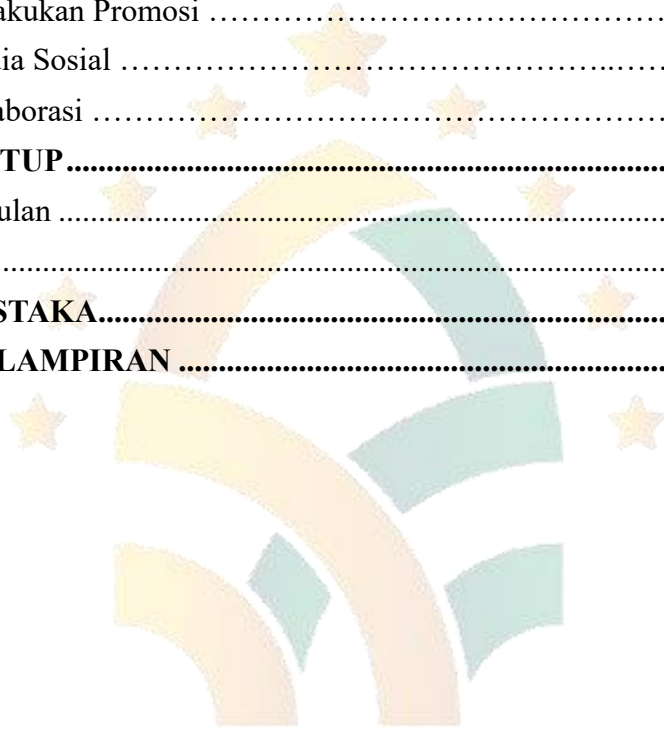 akukan Promosi ……………………………………
ia Sosial …………………………………..……
aborasi ………………………………………………
TUP...........................................................................
ulan ...........................................................................
...................................................................................
STAKA.......................................................................
LAMPIRAN .............................................................